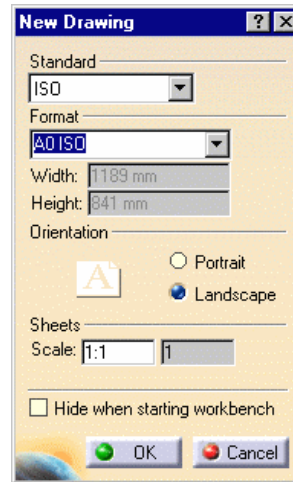 New Drawing ? X
Standard
ISO
Format
A0 ISO
Width: 1189 mm
Height: 841 mm
Orientation
A
Portrait
Landscape
Sheets
Scale: 1:1 1
Hide when starting workbench
OK Cancel